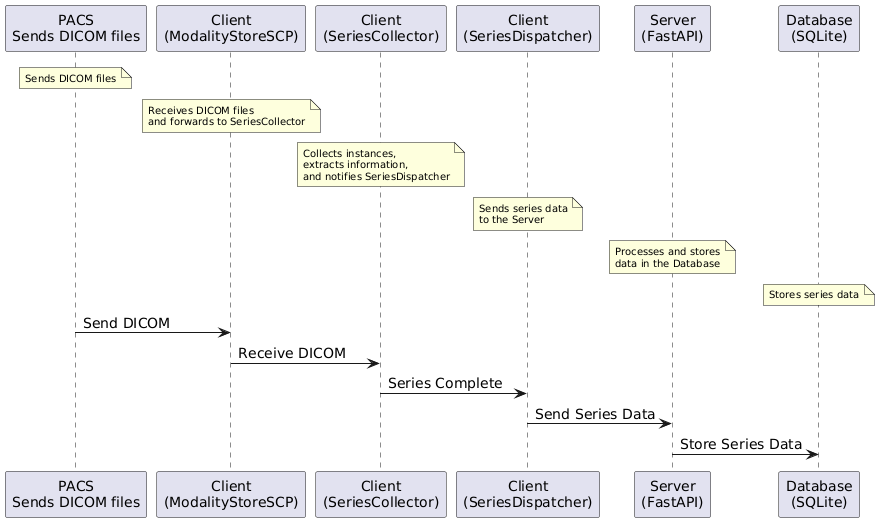 PACS
Sends DICOM files
Client
(ModalityStoreSCP)
Client
(SeriesCollector)
Client
(SeriesDispatcher)
Server
(FastAPI)
Database
(SQLite)
Sends DICOM files
Receives DICOM files
and forwards to SeriesCollector
Collects instances,
extracts information,
and notifies SeriesDispatcher
Sends series data
to the Server
Processes and stores
data in the Database
Stores series data
Send DICOM
Receive DICOM
Series Complete
Send Series Data
Store Series Data
PACS
Sends DICOM files
Client
(ModalityStoreSCP)
Client
(SeriesCollector)
Client
(SeriesDispatcher)
Server
(FastAPI)
Database
(SQLite)